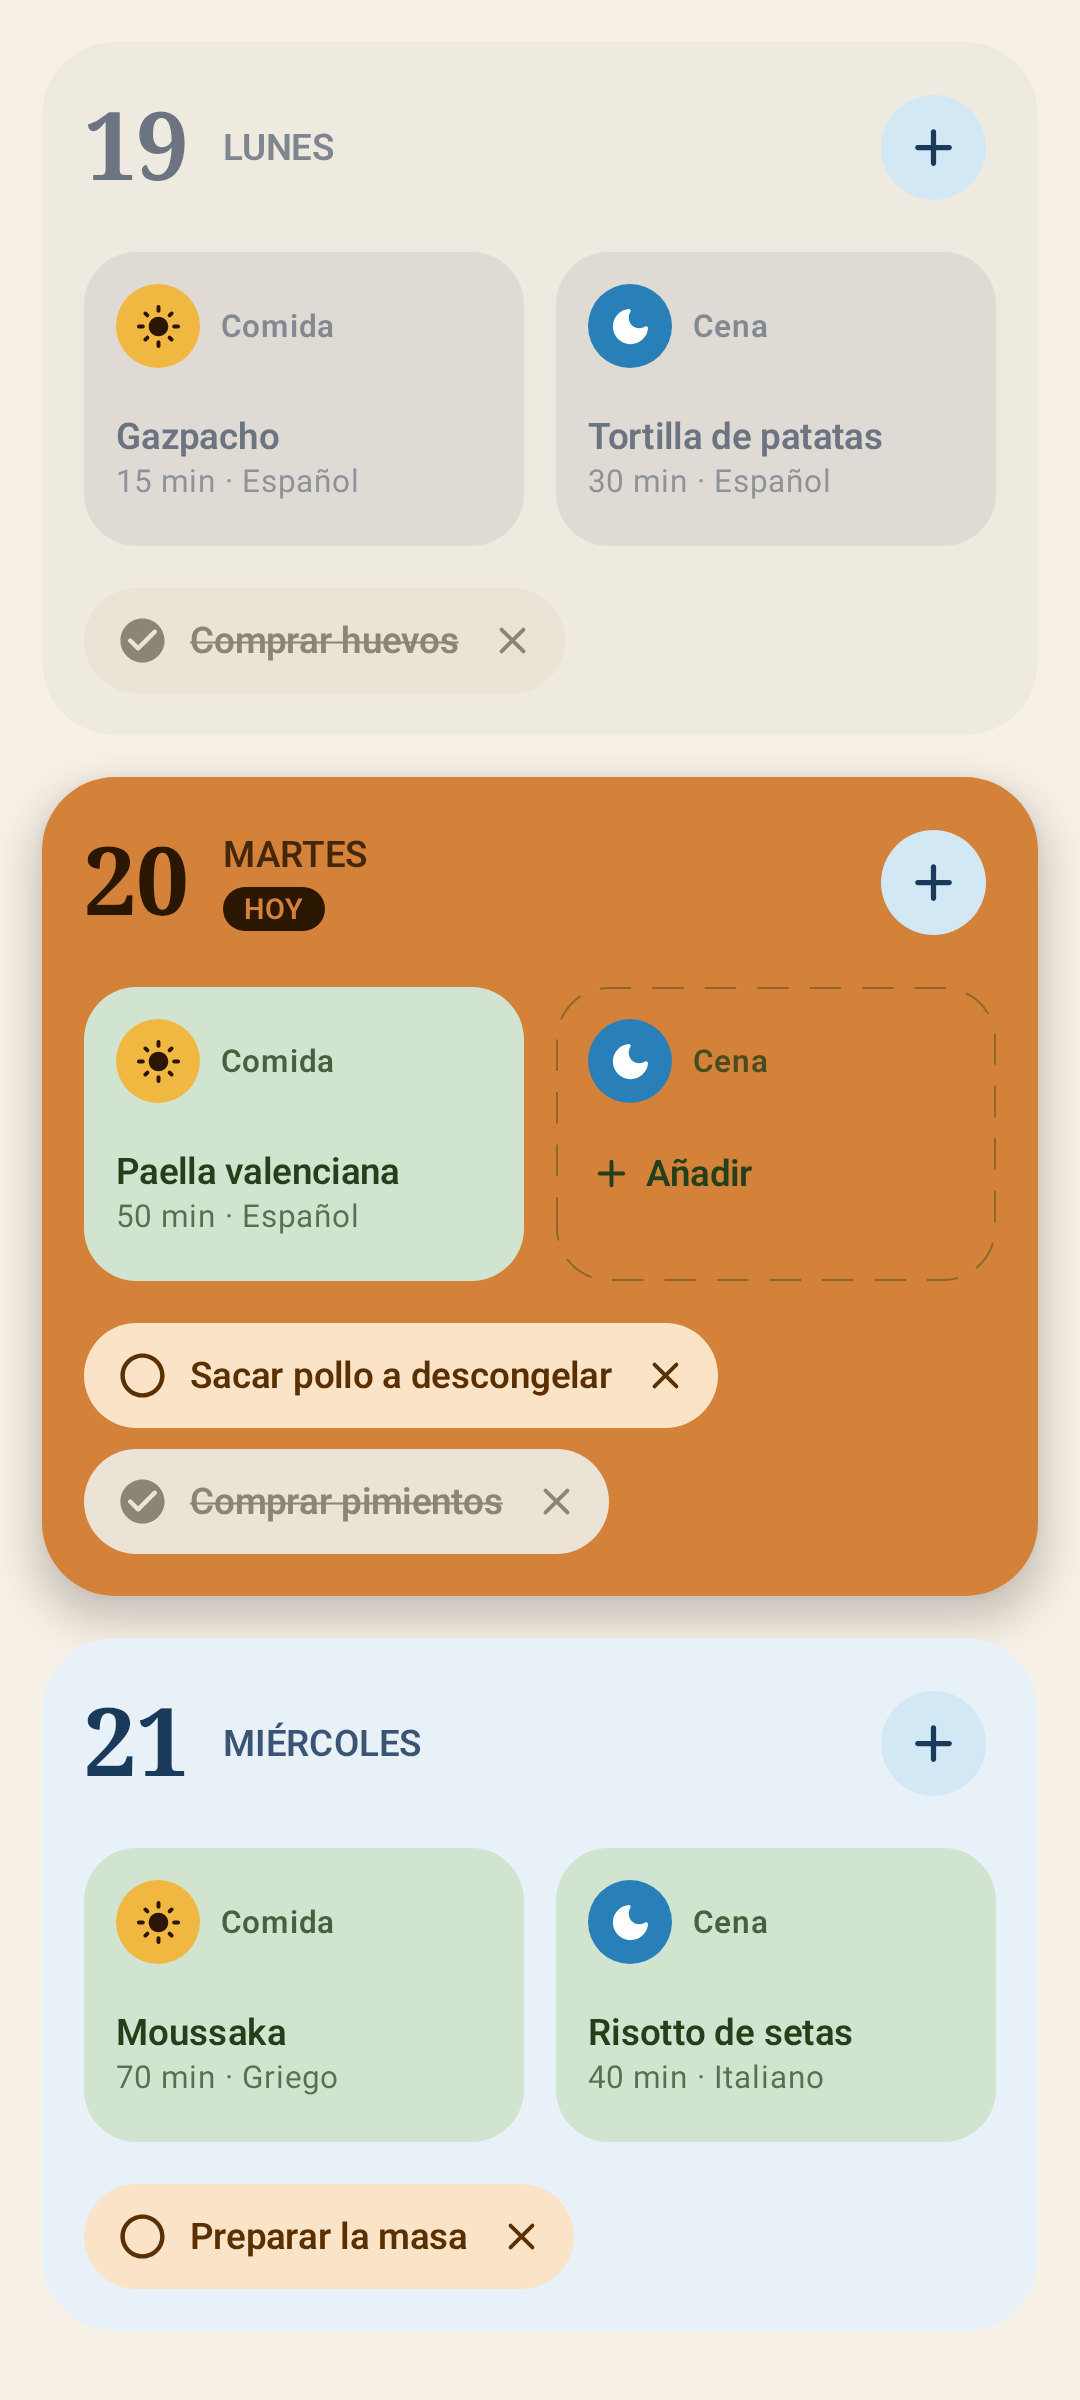 19 LUNES
Comida
Gazpacho
15 min · Español
Cena
Tortilla de patatas
30 min · Español
Comprar huevos
20 MARTES
HOY
Comida
Paella valenciana
50 min · Español
Cena
Añadir
Sacar pollo a descongelar
Comprar pimientos
21 MIÉRCOLES
Comida
Moussaka
70 min · Griego
Cena
Risotto de setas
40 min · Italiano
Preparar la masa